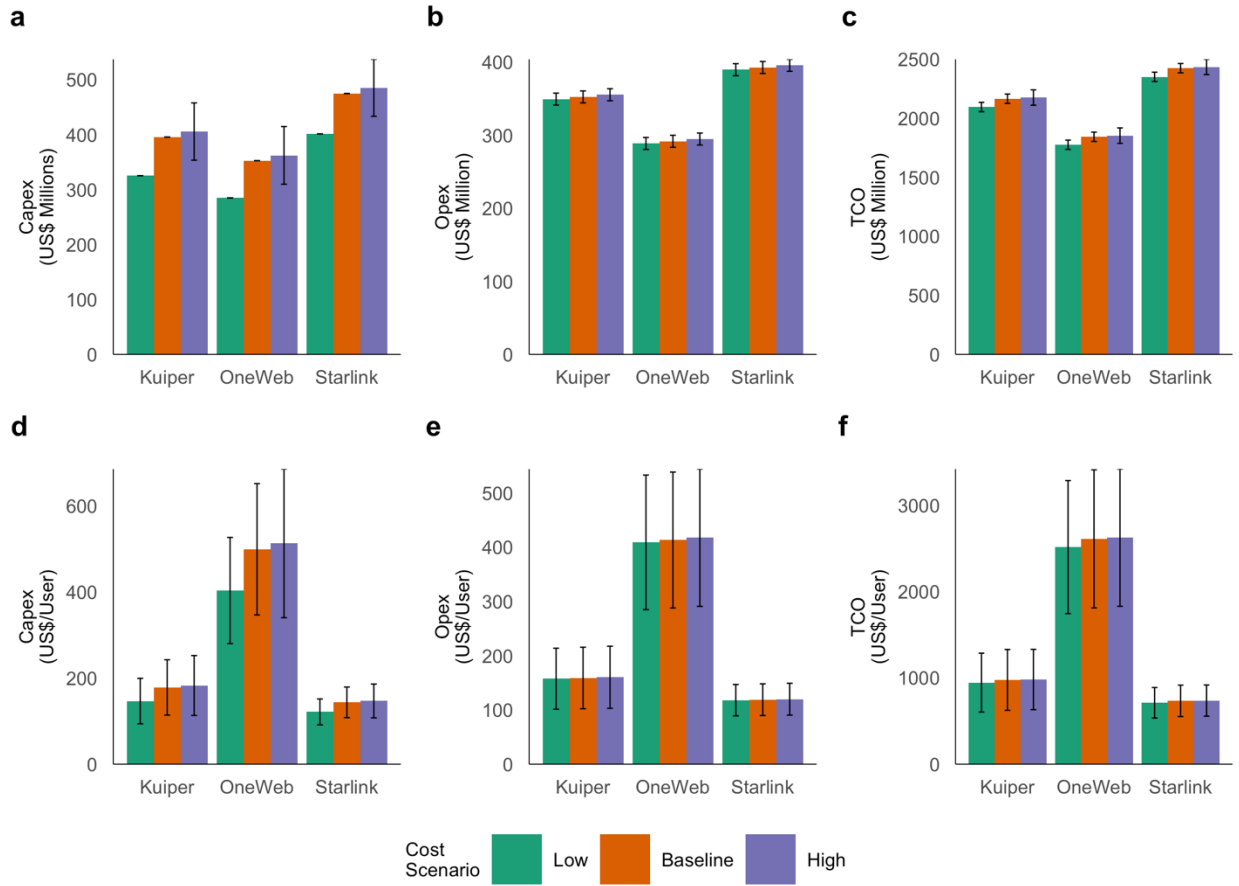 a
Capex
(US$ Millions)
500
400
300
200
100
0
Kuiper OneWeb Starlink
b
Opex
(US$ Million)
400
300
200
100
0
Kuiper OneWeb Starlink
c
TCO
(US$ Million)
2500
2000
1500
1000
500
0
Kuiper OneWeb Starlink
d
Capex
(US$/User)
600
400
200
0
Kuiper OneWeb Starlink
e
Opex
(US$/User)
500
400
300
200
100
0
Kuiper OneWeb Starlink
f
TCO
(US$/User)
3000
2000
1000
0
Kuiper OneWeb Starlink
Cost
Scenario
Low Baseline High